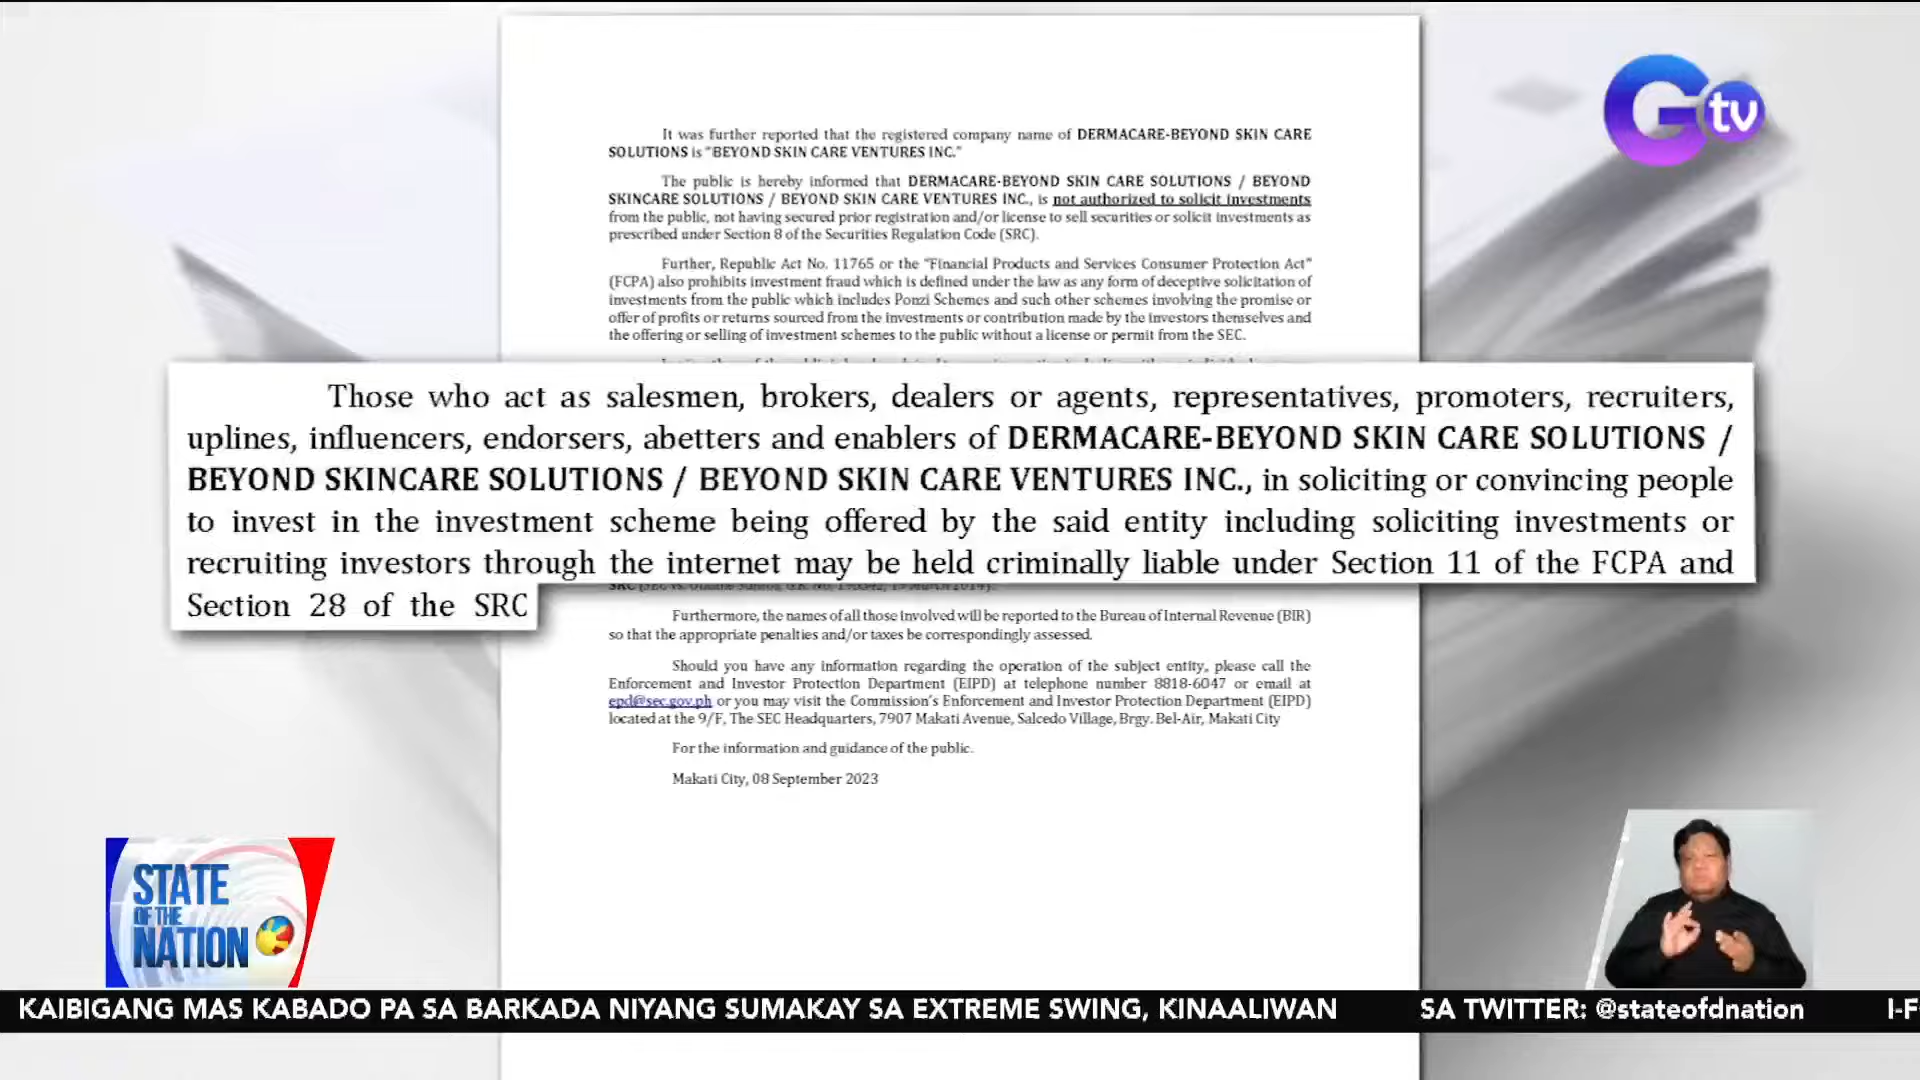 It was further reported that the registered company name of DERMACARE-BEYOND SKIN CARE
SOLUTIONS is "BEYOND SKIN CARE VENTURES INC."
The public is hereby informed that DERMACARE-BEYOND SKIN CARE SOLUTIONS / BEYOND
SKINCARE SOLUTIONS / BEYOND SKIN CARE VENTURES INC., is not authorized to solicit investments
from the public, not having secured prior registration and/or license to sell securities or solicit investments as
prescribed under Section 8 of the Securities Regulation Code (SRC).
Further, Republic Act No. 11765 or the "Financial Products and Services Consumer Protection Act"
(FCPA) also prohibits investment fraud which is defined under the law as any form of deceptive solicitation of
investments from the public which includes Ponzi Schemes and such other schemes involving the promise or
offer of profits or returns sourced from the investments or contribution made by the investors themselves and
the offering or selling of investment schemes to the public without a license or permit from the SEC.
Those who act as salesmen, brokers, dealers or agents, representatives, promoters, recruiters,
uplines, influencers, endorsers, abetters and enablers of DERMACARE-BEYOND SKIN CARE SOLUTIONS /
BEYOND SKINCARE SOLUTIONS / BEYOND SKIN CARE VENTURES INC., in soliciting or convincing people
to invest in the investment scheme being offered by the said entity including soliciting investments or
recruiting investors through the internet may be held criminally liable under Section 11 of the FCPA and
Section 28 of the SRC
Furthermore, the names of all those involved will be reported to the Bureau of Internal Revenue (BIR)
so that the appropriate penalties and/or taxes be correspondingly assessed.
Should you have any information regarding the operation of the subject entity, please call the
Enforcement and Investor Protection Department (EIPD) at telephone number 8818-6047 or email at
epd@sec.gov.ph or you may visit the Commission's Enforcement and Investor Protection Department (EIPD)
located at the 9/F, The SEC Headquarters, 7907 Makati Avenue, Salcedo Village, Brgy. Bel-Air, Makati City
For the information and guidance of the public.
Makati City, 08 September 2023
Gtv
STATE
OF THE
NATION
KAIBIGANG MAS KABADO PA SA BARKADA NIYANG SUMAKAY SA EXTREME SWING, KINAALIWAN SA TWITTER: @stateofdnation I-F